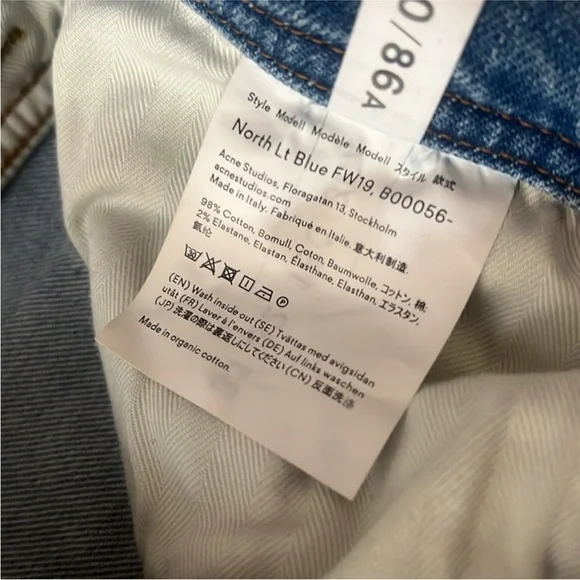 0/86A
Style Modell Modèle Modell スタイル 款式
North Lt Blue FW19, B00056-
Acne Studios, Floragatan 13, Stockholm
acnestudios.com
Made in Italy. Fabriqué en Italie. 意大利制造.
98% Cotton, Bomull, Coton, Baumwolle, コットン, 棉.
2% Elastane, Elastan, Élasthane, Elasthan, エラスタン,
氨纶
(EN) Wash inside out (SE) Tvättas med avigsidan
utåt (FR) Laver à l'envers (DE) Auf links waschen
(JP) 洗濯の際は裏返しにしてください (CN) 反面洗涤
Made in organic cotton.